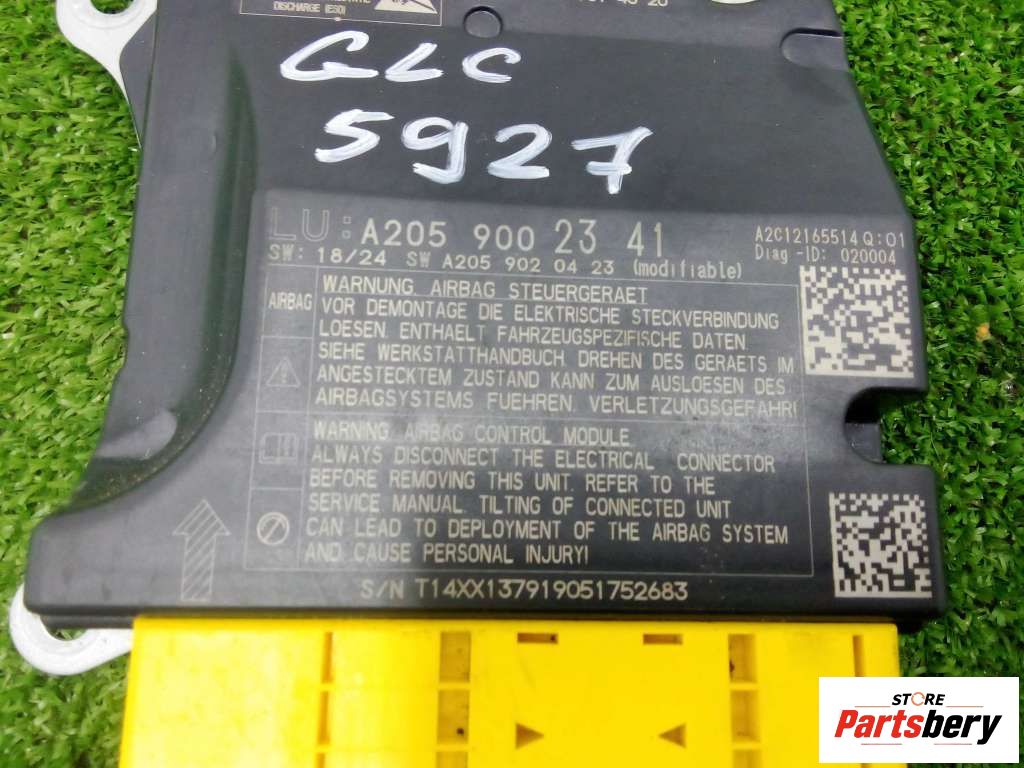 DISCHARGE (ESD)
GLC
5927
LU: A205 900 23 41
A2C12165514 Q:01
SW: 18/24 SW A205 902 04 23 (modifiable)
Diag -ID: 020004
AIRBAG
WARNUNG, AIRBAG STEUERGERAET
VOR DEMONTAGE DIE ELEKTRISCHE STECKVERBINDUNG
LOESEN. ENTHAELT FAHRZEUGSPEZIFISCHE DATEN.
SIEHE WERKSTATTHANDBUCH. DREHEN DES GERAETS IM
ANGESTECKTEM ZUSTAND KANN ZUM AUSLOESEN DES
AIRBAGSYSTEMS FUEHREN. VERLETZUNGSGEFAHR!
WARNING, AIRBAG CONTROL MODULE
ALWAYS DISCONNECT THE ELECTRICAL CONNECTOR
BEFORE REMOVING THIS UNIT. REFER TO THE
SERVICE MANUAL. TILTING OF CONNECTED UNIT
CAN LEAD TO DEPLOYMENT OF THE AIRBAG SYSTEM
AND CAUSE PERSONAL INJURY!
S/N T14XX137919051752683
STORE
Partsbery